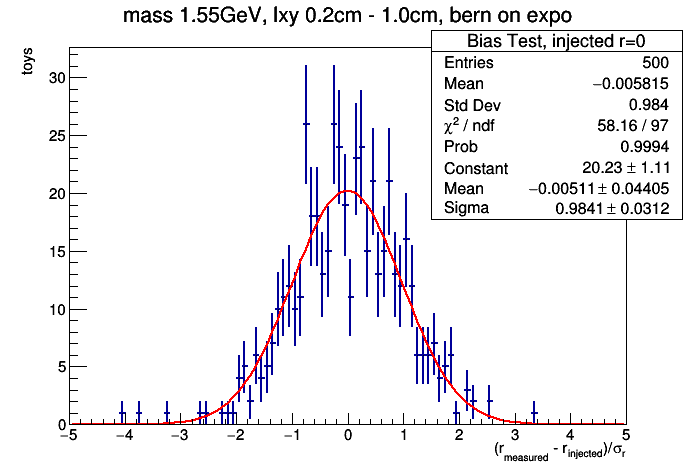 mass 1.55GeV, lxy 0.2cm - 1.0cm, bern on expo
Bias Test, injected r=0
Entries 500
Mean −0.005815
Std Dev 0.984
χ² / ndf 58.16 / 97
Prob 0.9994
Constant 20.23 ± 1.11
Mean −0.00511 ± 0.04405
Sigma 0.9841 ± 0.0312
toys
30
25
20
15
10
5
0
−5 −4 −3 −2 −1 0 1 2 3 4 5
(r_measured - r_injected)/σ_r